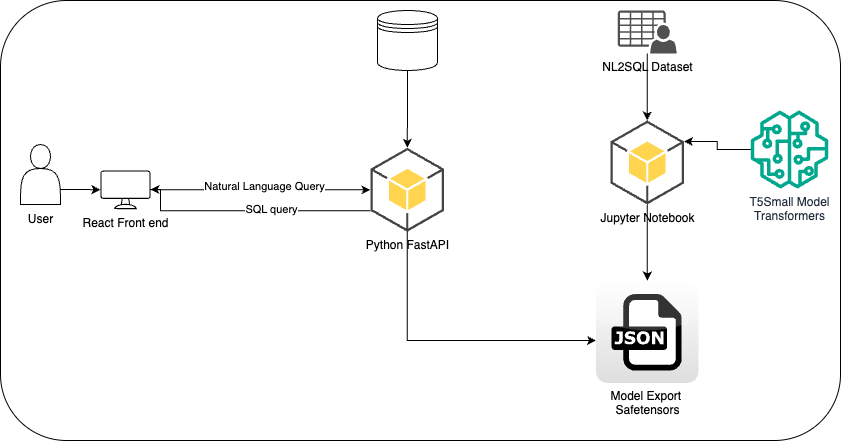 NL2SQL Dataset
Natural Language Query
SQL query
User
React Front end
Python FastAPI
Jupyter Notebook
T5Small Model
Transformers
JSON
Model Export
Safetensors